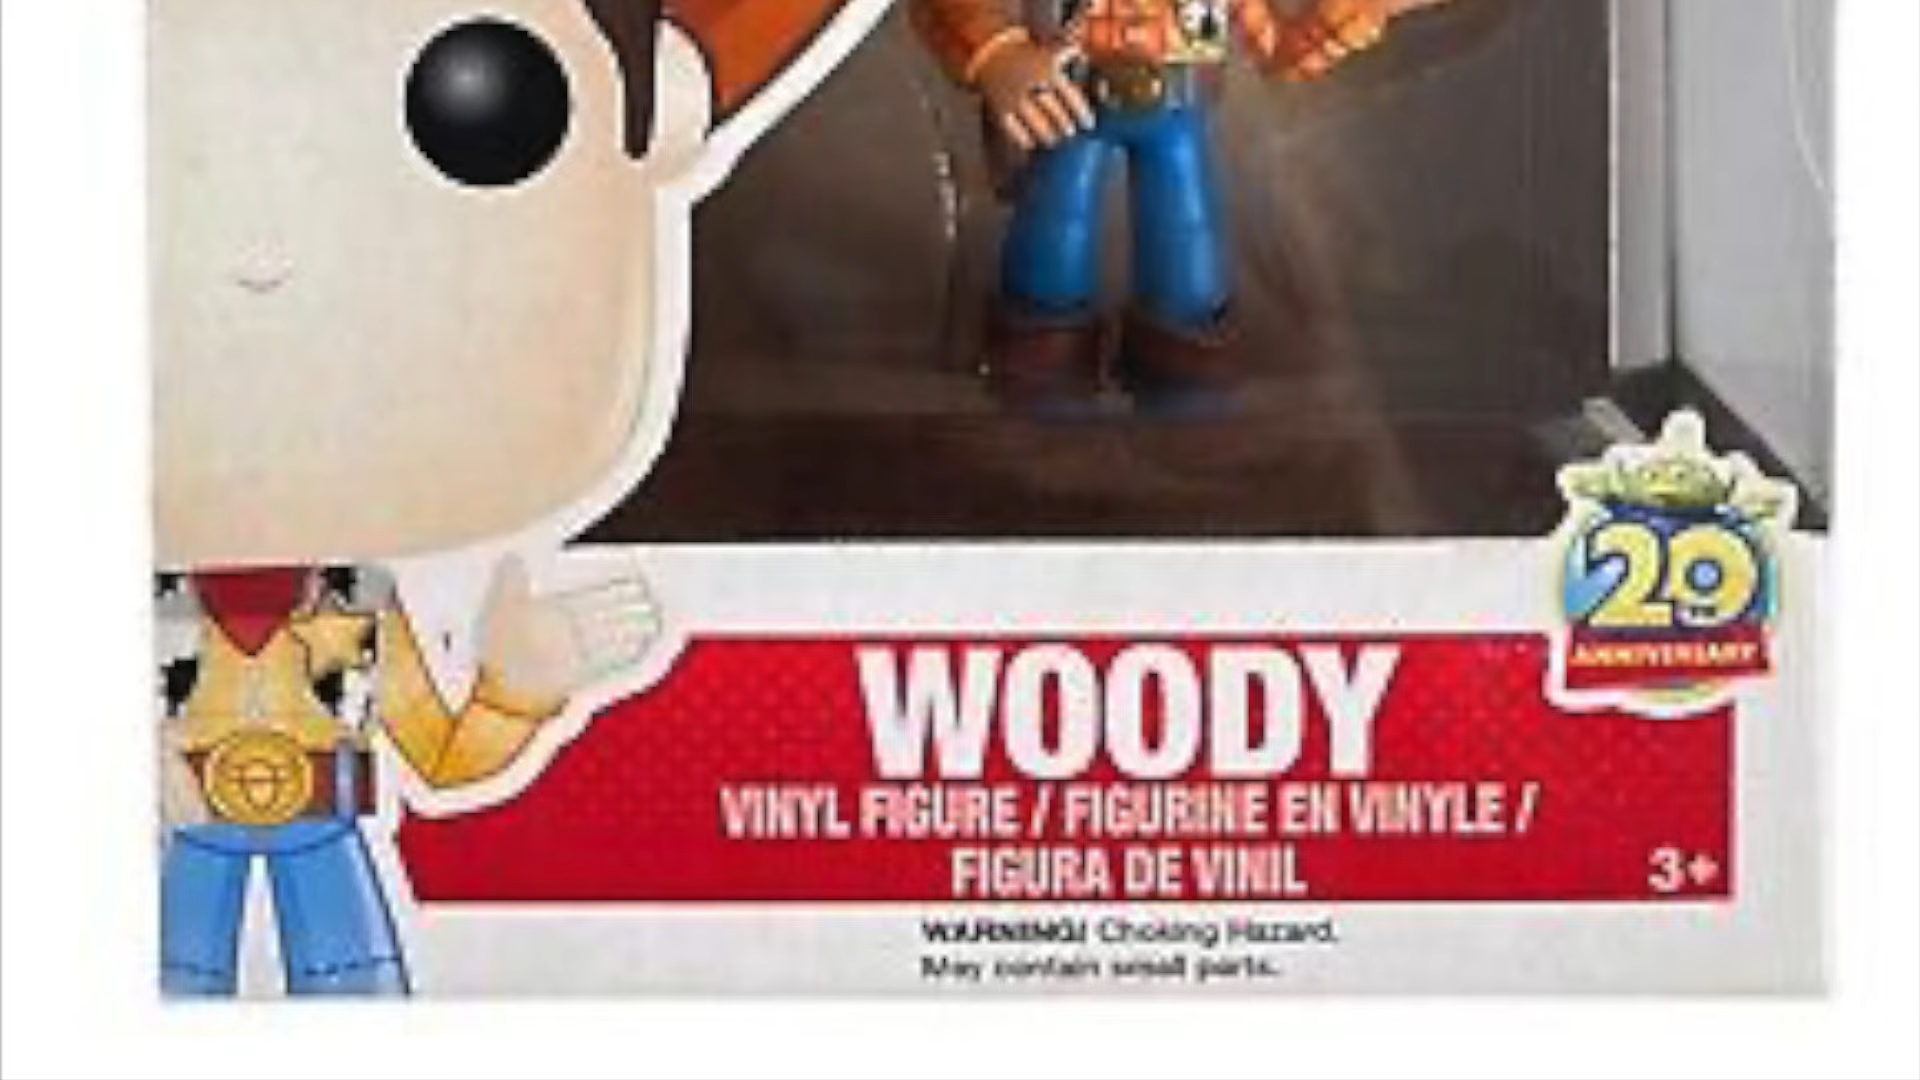 20
TH
ANNIVERSARY
WOODY
VINYL FIGURE / FIGURINE EN VINYLE /
FIGURA DE VINIL
3+
WARNING! Choking Hazard.
May contain small parts.